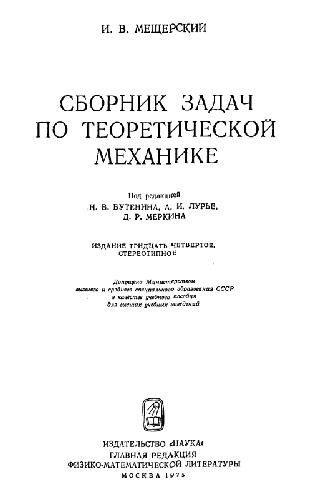 И. В. МЕЩЕРСКИЙ
СБОРНИК ЗАДАЧ
ПО ТЕОРЕТИЧЕСКОЙ
МЕХАНИКЕ
Под редакцией
Н. В. БУТЕНИНА, А. И. ЛУРЬЕ,
Д. Р. МЕРКИНА
ИЗДАНИЕ ТРИДЦАТЬ ЧЕТВЕРТОЕ,
СТЕРЕОТИПНОЕ
Допущено Министерством
высшего и среднего специального образования СССР
в качестве учебного пособия
для высших учебных заведений
ИЗДАТЕЛЬСТВО «НАУКА»
ГЛАВНАЯ РЕДАКЦИЯ
ФИЗИКО-МАТЕМАТИЧЕСКОЙ ЛИТЕРАТУРЫ
МОСКВА 1975